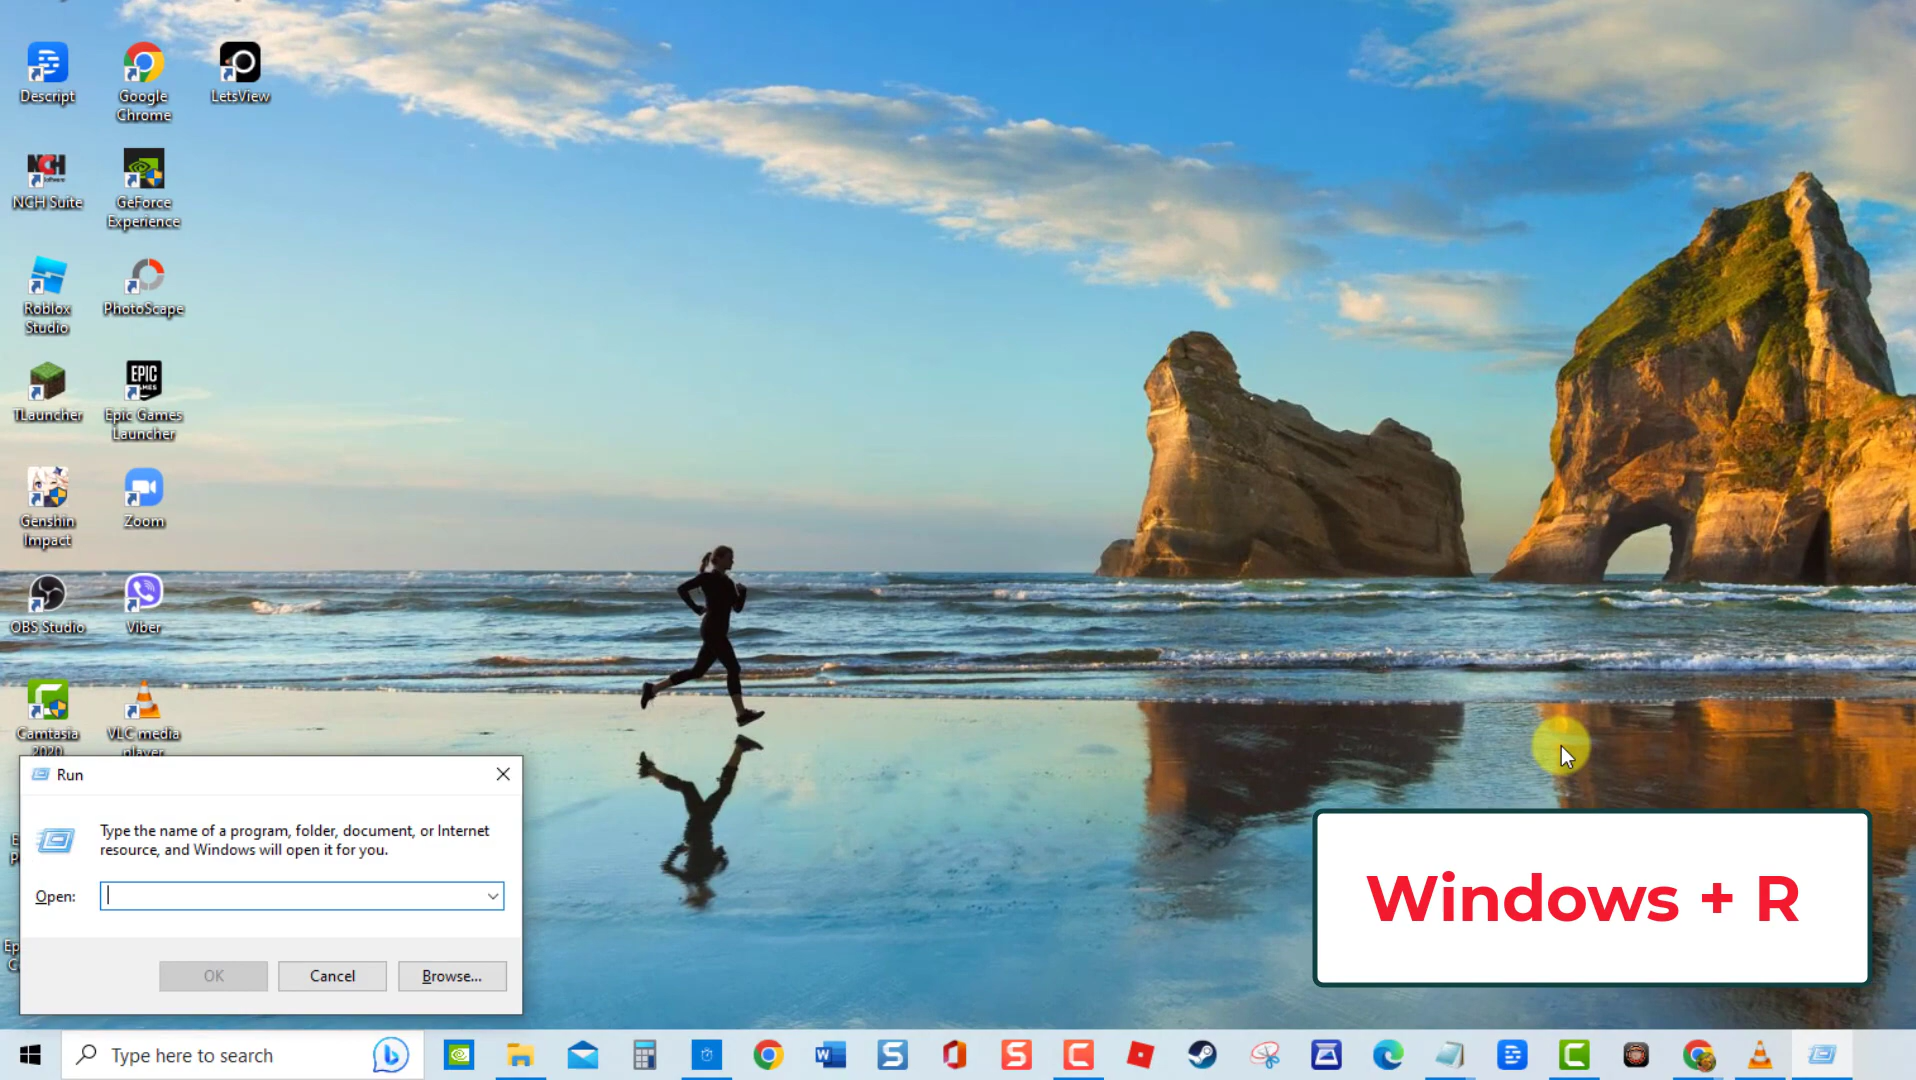 Descript
Google
Chrome
LetsView
NCH Suite
GeForce
Experience
Roblox
Studio
PhotoScape
TLauncher
EPIC
GAMES
Epic Games
Launcher
Genshin
Impact
Zoom
OBS Studio
Viber
Camtasia
2020
VLC media
player
Run
Type the name of a program, folder, document, or Internet
resource, and Windows will open it for you.
Open:
OK
Cancel
Browse...
Windows + R
Type here to search